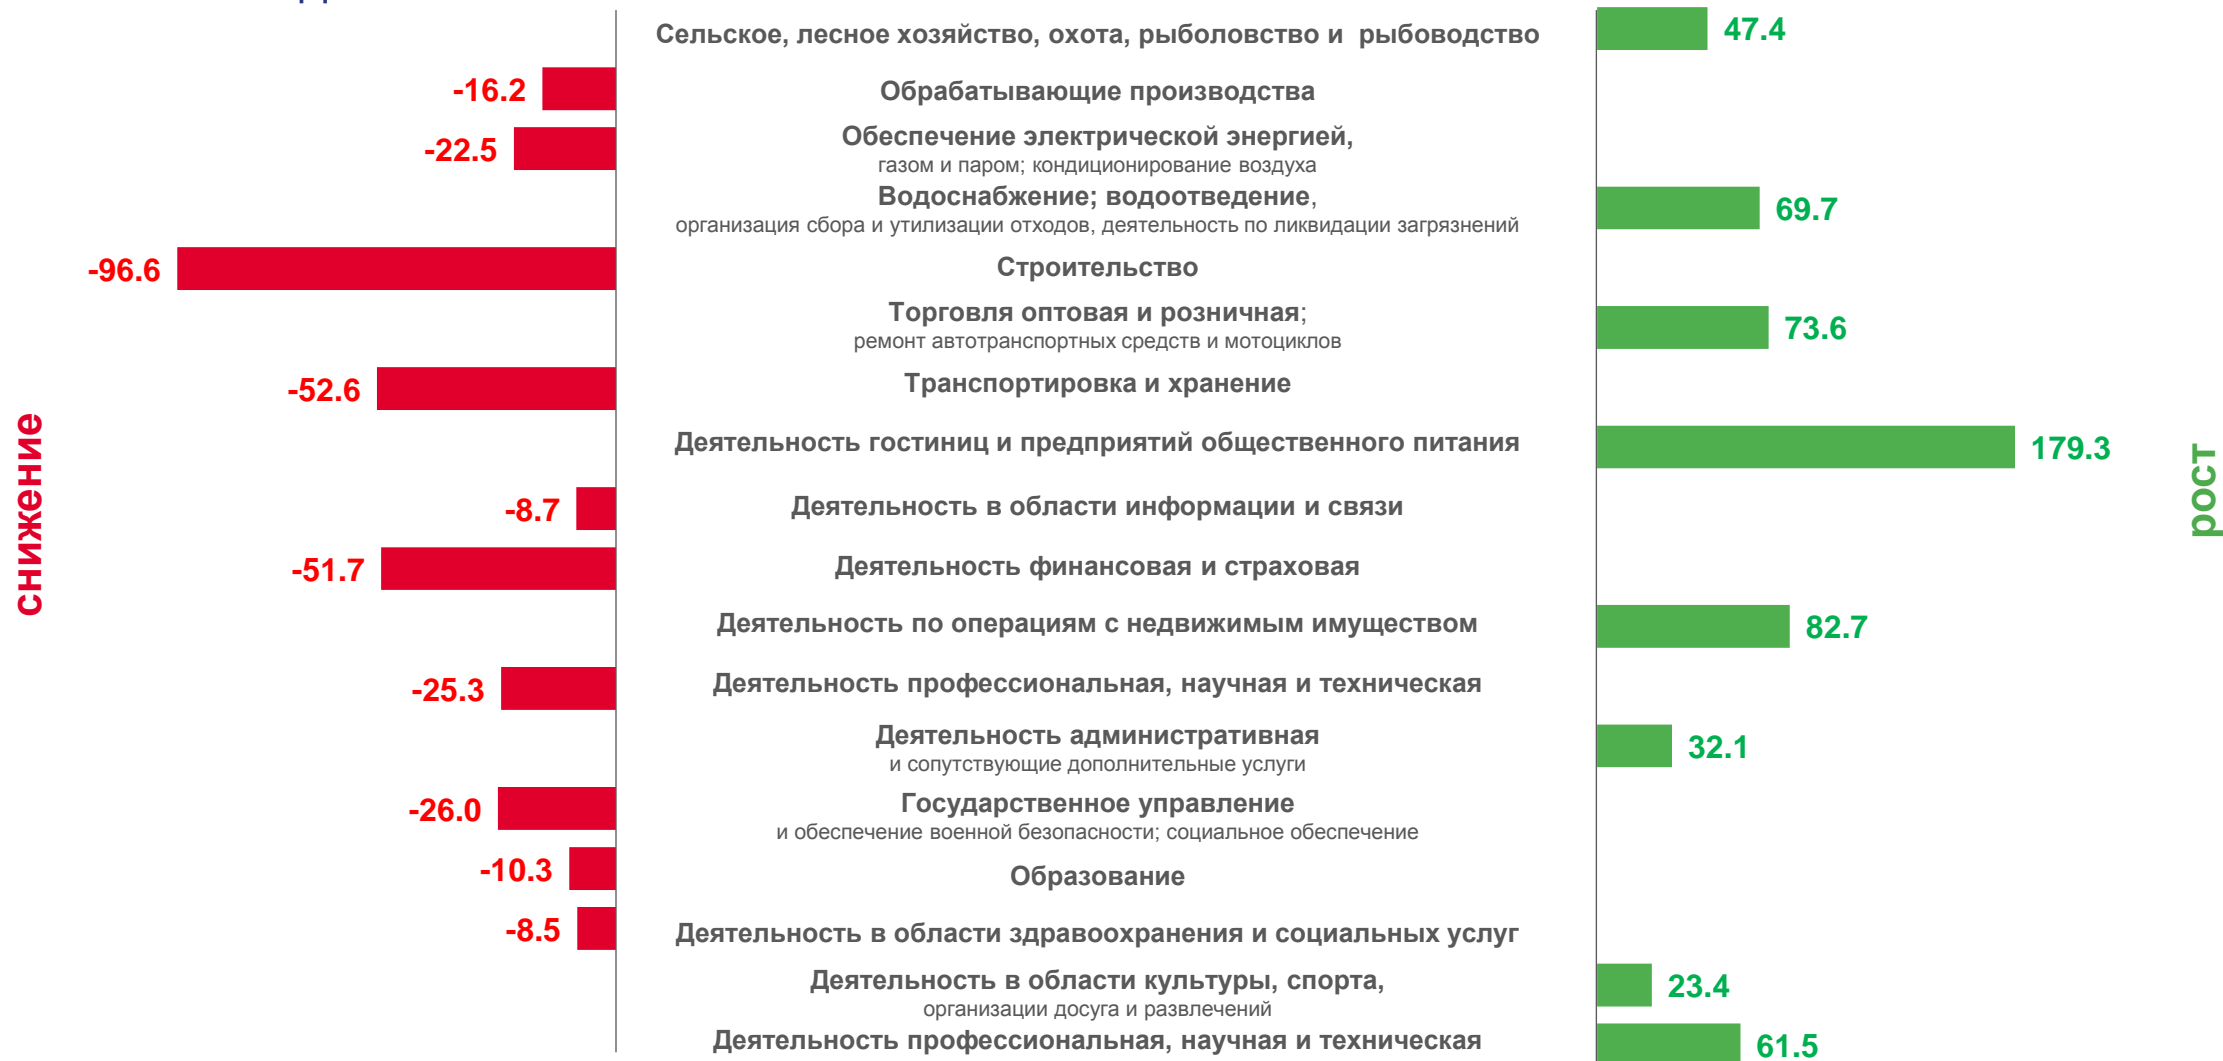 Сельское, лесное хозяйство, охота, рыболовство и рыбоводство
47.4
-16.2
Обрабатывающие производства
-22.5
Обеспечение электрической энергией,
газом и паром; кондиционирование воздуха
Водоснабжение; водоотведение,
организация сбора и утилизации отходов, деятельность по ликвидации загрязнений
69.7
-96.6
Строительство
Торговля оптовая и розничная;
ремонт автотранспортных средств и мотоциклов
73.6
-52.6
Транспортировка и хранение
снижение
Деятельность гостиниц и предприятий общественного питания
179.3
рост
-8.7
Деятельность в области информации и связи
-51.7
Деятельность финансовая и страховая
Деятельность по операциям с недвижимым имуществом
82.7
-25.3
Деятельность профессиональная, научная и техническая
Деятельность административная
и сопутствующие дополнительные услуги
32.1
-26.0
Государственное управление
и обеспечение военной безопасности; социальное обеспечение
-10.3
Образование
-8.5
Деятельность в области здравоохранения и социальных услуг
Деятельность в области культуры, спорта,
организации досуга и развлечений
23.4
Деятельность профессиональная, научная и техническая
61.5